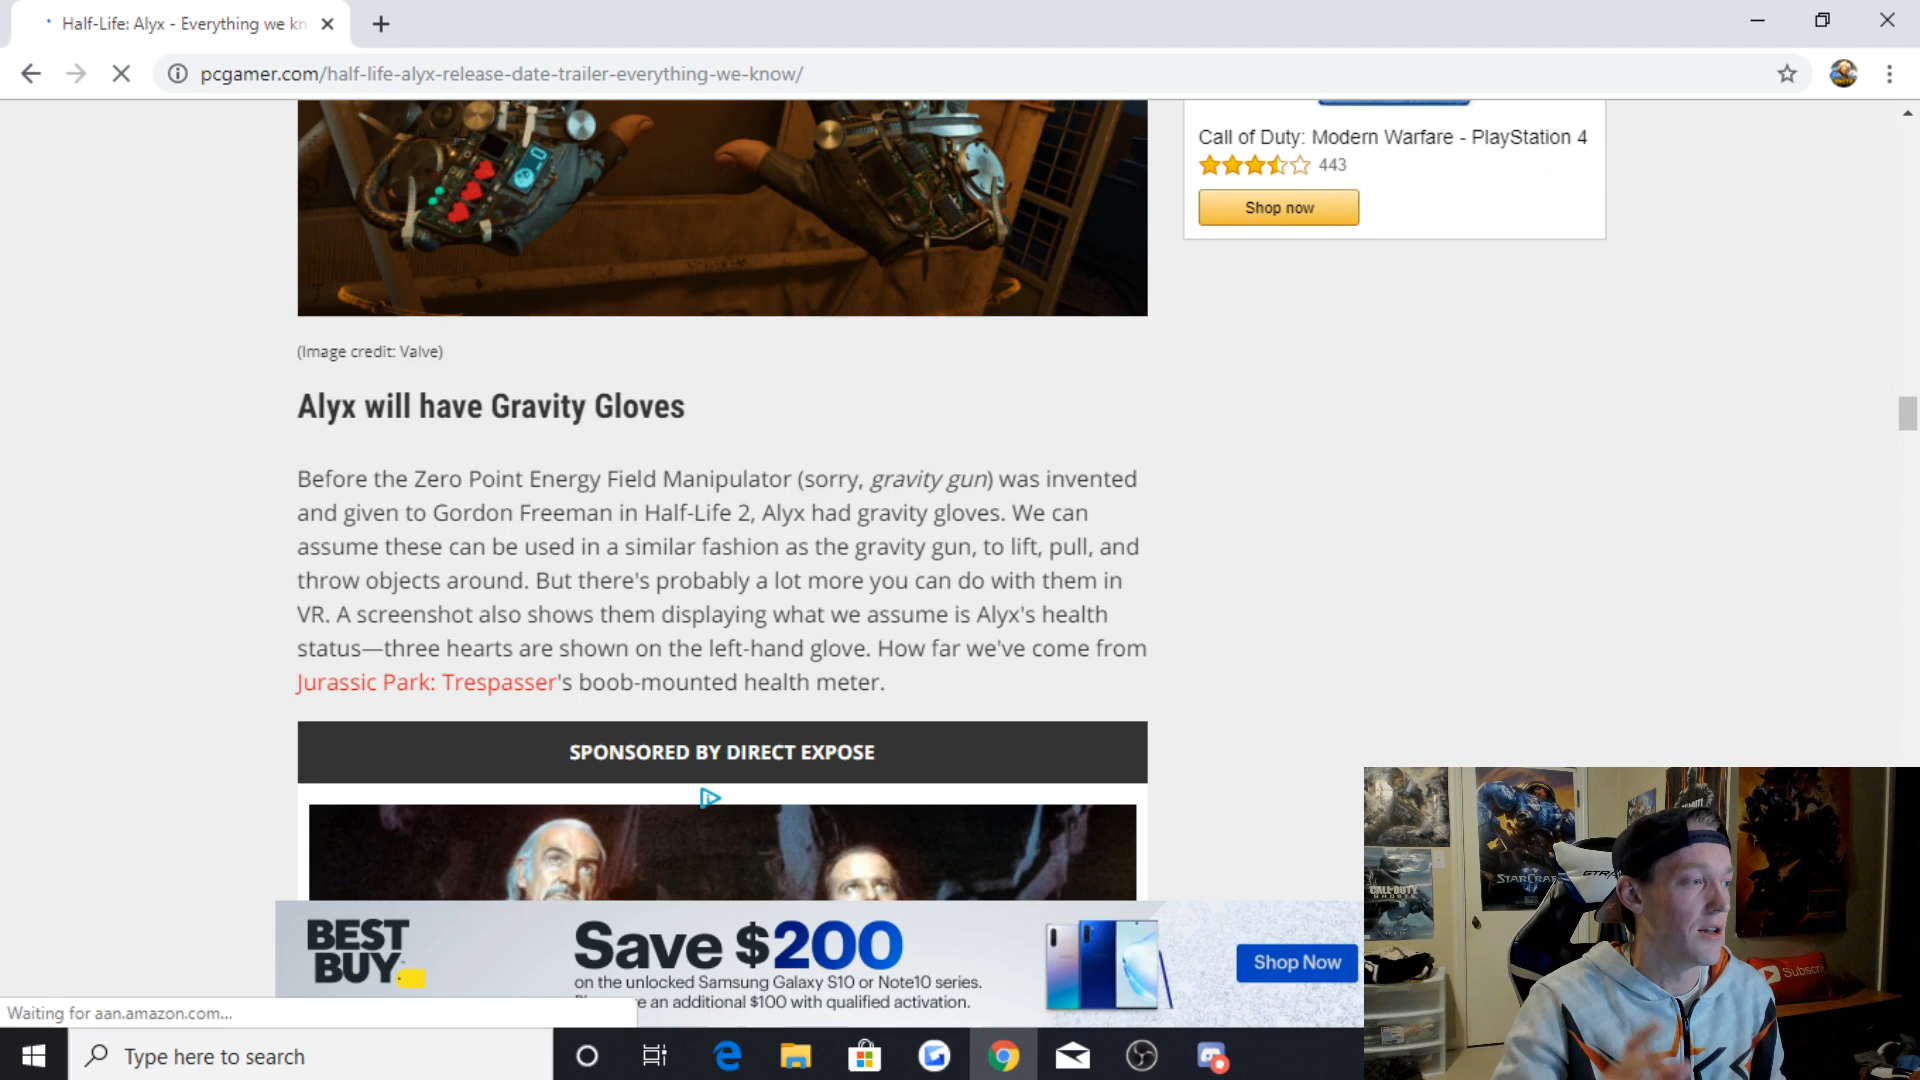 Half-Life: Alyx - Everything we kn
pcgamer.com/half-life-alyx-release-date-trailer-everything-we-know/
Call of Duty: Modern Warfare - PlayStation 4
443
Shop now
(Image credit: Valve)
Alyx will have Gravity Gloves
Before the Zero Point Energy Field Manipulator (sorry, gravity gun) was invented
and given to Gordon Freeman in Half-Life 2, Alyx had gravity gloves. We can
assume these can be used in a similar fashion as the gravity gun, to lift, pull, and
throw objects around. But there's probably a lot more you can do with them in
VR. A screenshot also shows them displaying what we assume is Alyx's health
status—three hearts are shown on the left-hand glove. How far we've come from
Jurassic Park: Trespasser's boob-mounted health meter.
SPONSORED BY DIRECT EXPOSE
BEST
BUY
Save $200
on the unlocked Samsung Galaxy S10 or Note10 series.
an additional $100 with qualified activation.
Shop Now
STARCRAF
GTR
CALL·DUTY
GHOSTS
Subscri
Waiting for aan.amazon.com...
Type here to search